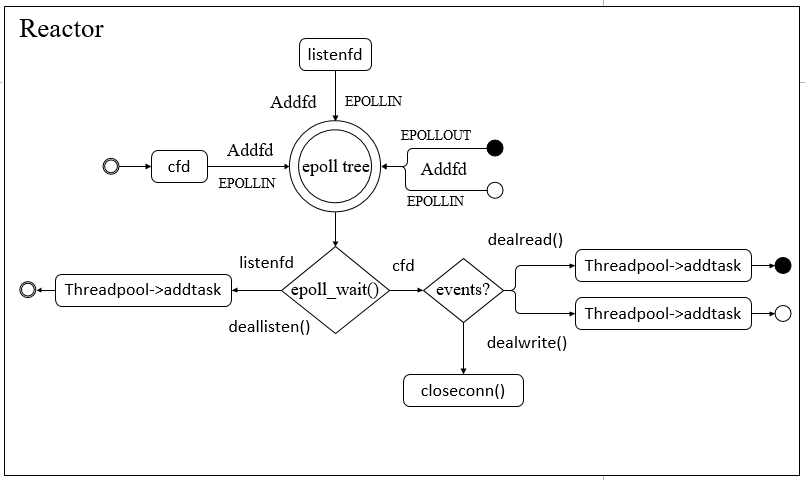 Reactor
listenfd
Addfd
EPOLLIN
EPOLLOUT
Addfd
cfd
epoll tree
Addfd
EPOLLIN
EPOLLIN
dealread()
listenfd
cfd
Threadpool->addtask
Threadpool->addtask
epoll_wait()
events?
Threadpool->addtask
deallisten()
dealwrite()
closeconn()